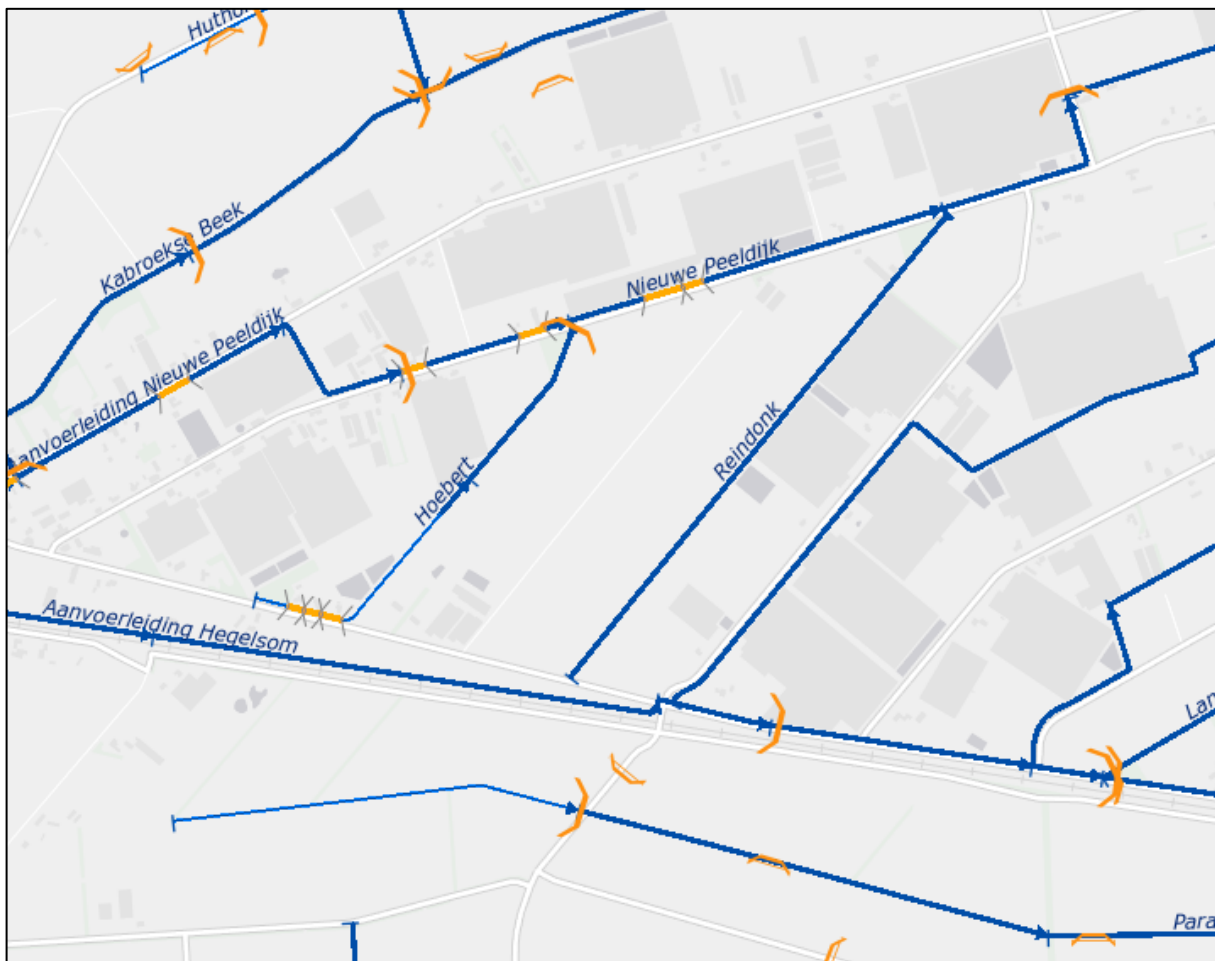 Kabroekse Beek
Aanvoerleiding Nieuwe Peeldijk
Nieuwe Peeldijk
Hoebert
Reindonk
Aanvoerleiding Hegelsom